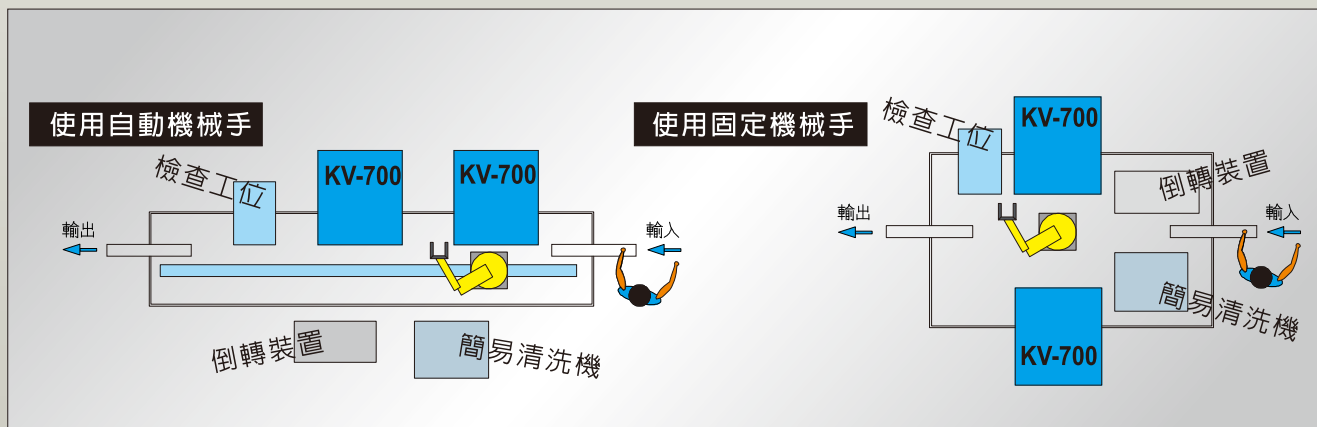 使用自動機械手
檢查工位
KV-700
KV-700
輸出
輸入
倒轉裝置
簡易清洗機
使用固定機械手
檢查工位
KV-700
倒轉裝置
輸出
輸入
簡易清洗機
KV-700